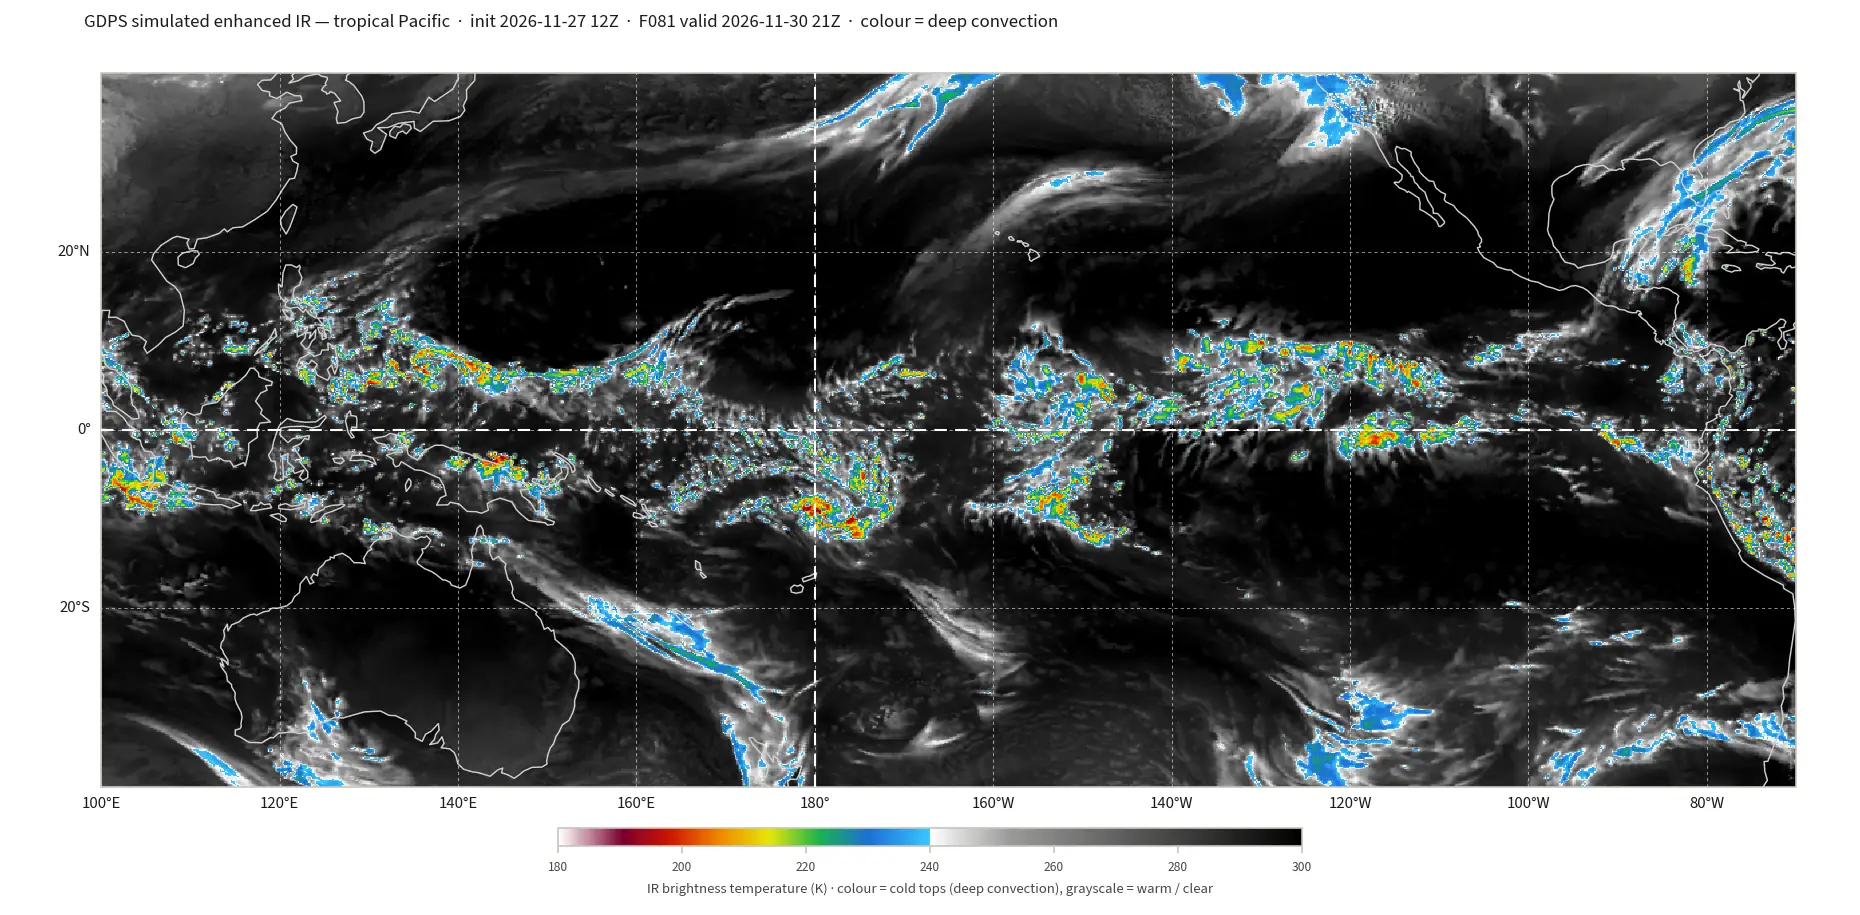 GDPS simulated enhanced IR — tropical Pacific · init 2026-11-27 12Z · F081 valid 2026-11-30 21Z · colour = deep convection
20°N
0°
20°S
100°E 120°E 140°E 160°E 180° 160°W 140°W 120°W 100°W 80°W
180 200 220 240 260 280 300
IR brightness temperature (K) · colour = cold tops (deep convection), grayscale = warm / clear